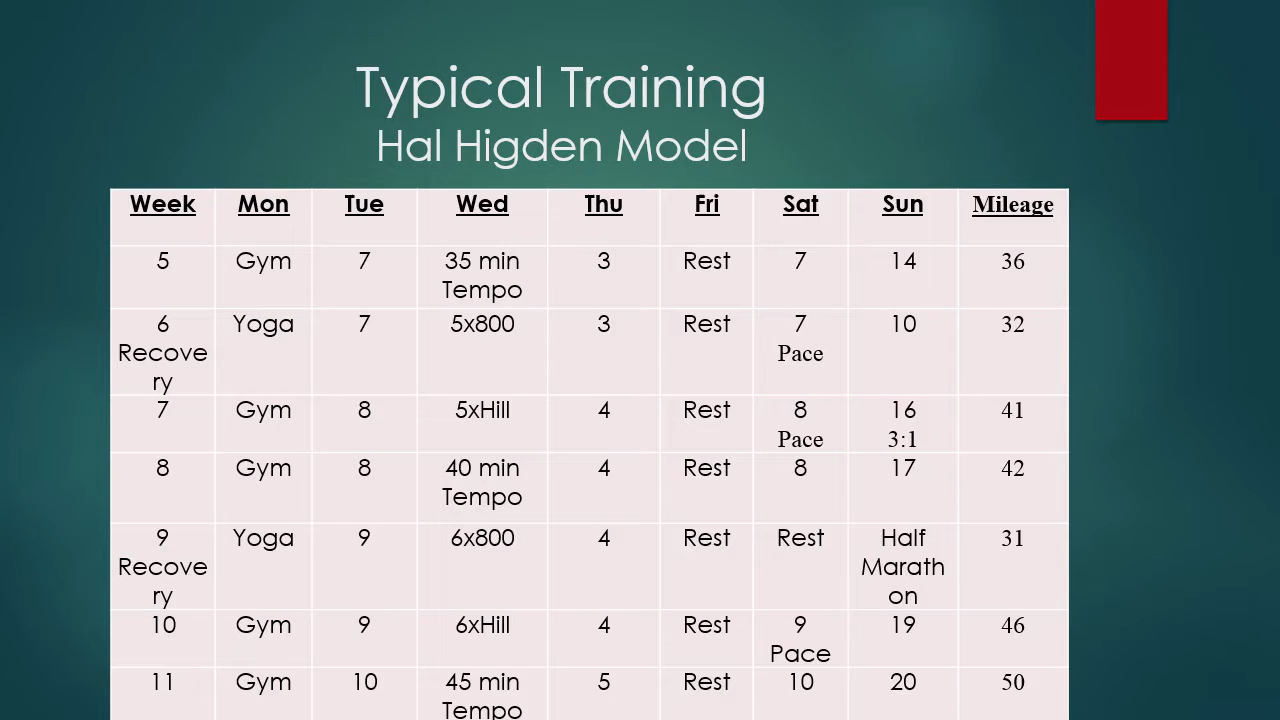 Typical Training
Hal Higden Model
Week Mon Tue Wed Thu Fri Sat Sun Mileage
5 Gym 7 35 min 3 Rest 7 14 36
Tempo
6 Yoga 7 5x800 3 Rest 7 10 32
Recove Pace
ry
7 Gym 8 5xHill 4 Rest 8 16 41
Pace 3:1
8 Gym 8 40 min 4 Rest 8 17 42
Tempo
9 Yoga 9 6x800 4 Rest Rest Half 31
Recove Marath
ry on
10 Gym 9 6xHill 4 Rest 9 19 46
Pace
11 Gym 10 45 min 5 Rest 10 20 50
Tempo